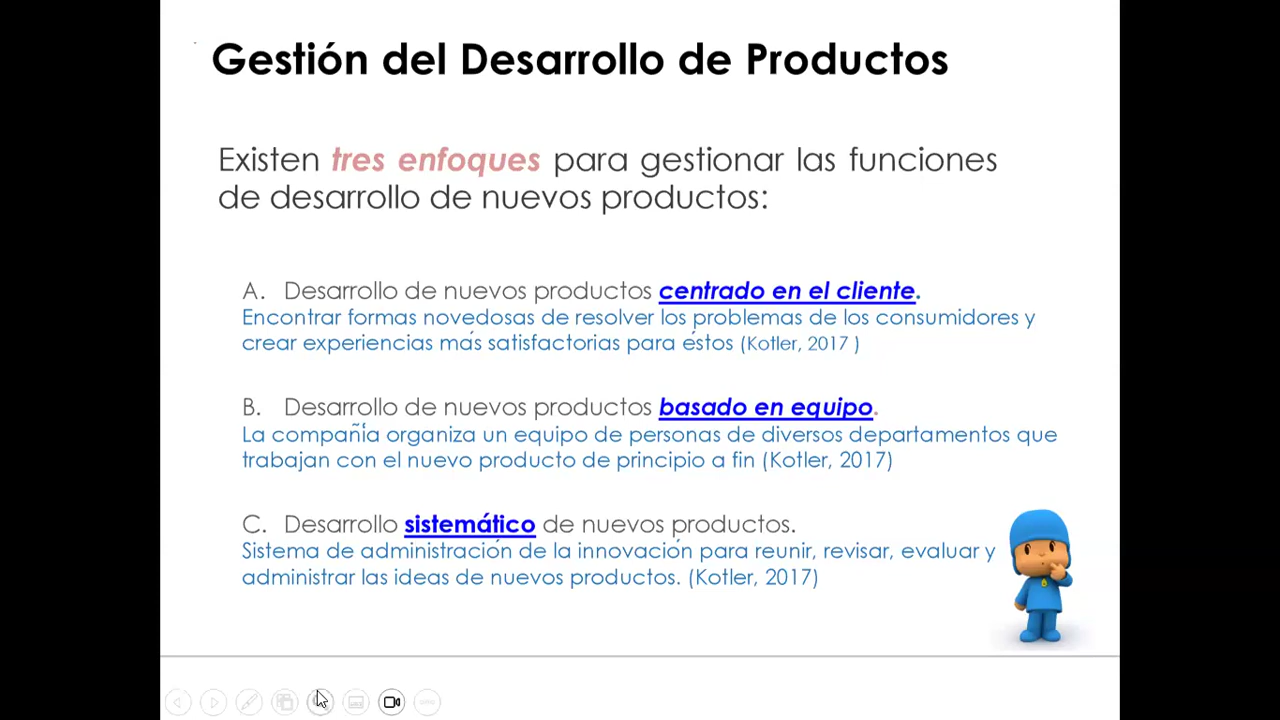 Gestión del Desarrollo de Productos
Existen tres enfoques para gestionar las funciones
de desarrollo de nuevos productos:
A. Desarrollo de nuevos productos centrado en el cliente.
Encontrar formas novedosas de resolver los problemas de los consumidores y
crear experiencias más satisfactorias para éstos (Kotler, 2017 )
B. Desarrollo de nuevos productos basado en equipo.
La compañía organiza un equipo de personas de diversos departamentos que
trabajan con el nuevo producto de principio a fin (Kotler, 2017)
C. Desarrollo sistemático de nuevos productos.
Sistema de administración de la innovación para reunir, revisar, evaluar y
administrar las ideas de nuevos productos. (Kotler, 2017)